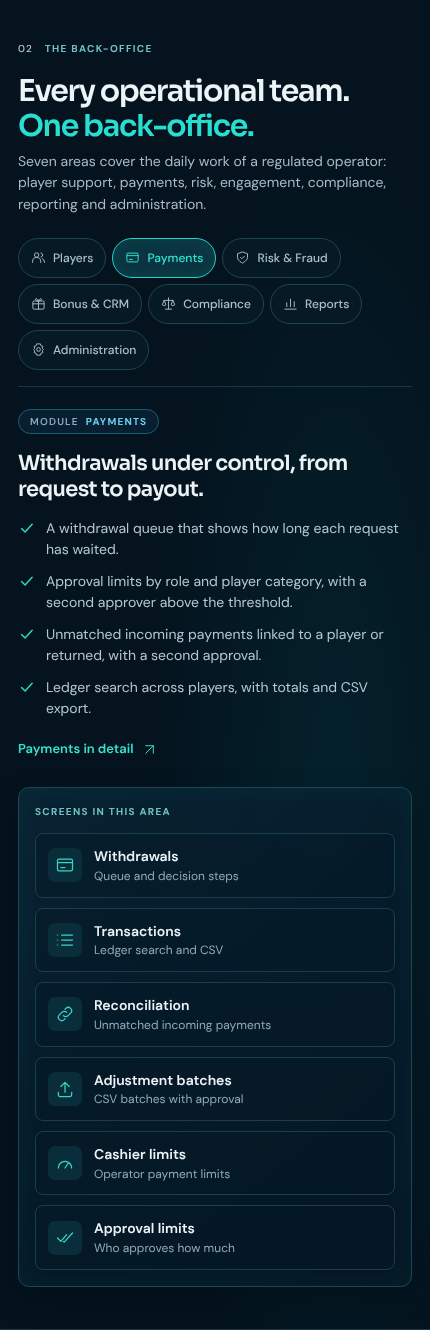 02 THE BACK-OFFICE
Every operational team.
One back-office.
Seven areas cover the daily work of a regulated operator:
player support, payments, risk, engagement, compliance,
reporting and administration.
Players
Payments
Risk & Fraud
Bonus & CRM
Compliance
Reports
Administration
MODULE PAYMENTS
Withdrawals under control, from
request to payout.
A withdrawal queue that shows how long each request
has waited.
Approval limits by role and player category, with a
second approver above the threshold.
Unmatched incoming payments linked to a player or
returned, with a second approval.
Ledger search across players, with totals and CSV
export.
Payments in detail
SCREENS IN THIS AREA
Withdrawals
Queue and decision steps
Transactions
Ledger search and CSV
Reconciliation
Unmatched incoming payments
Adjustment batches
CSV batches with approval
Cashier limits
Operator payment limits
Approval limits
Who approves how much